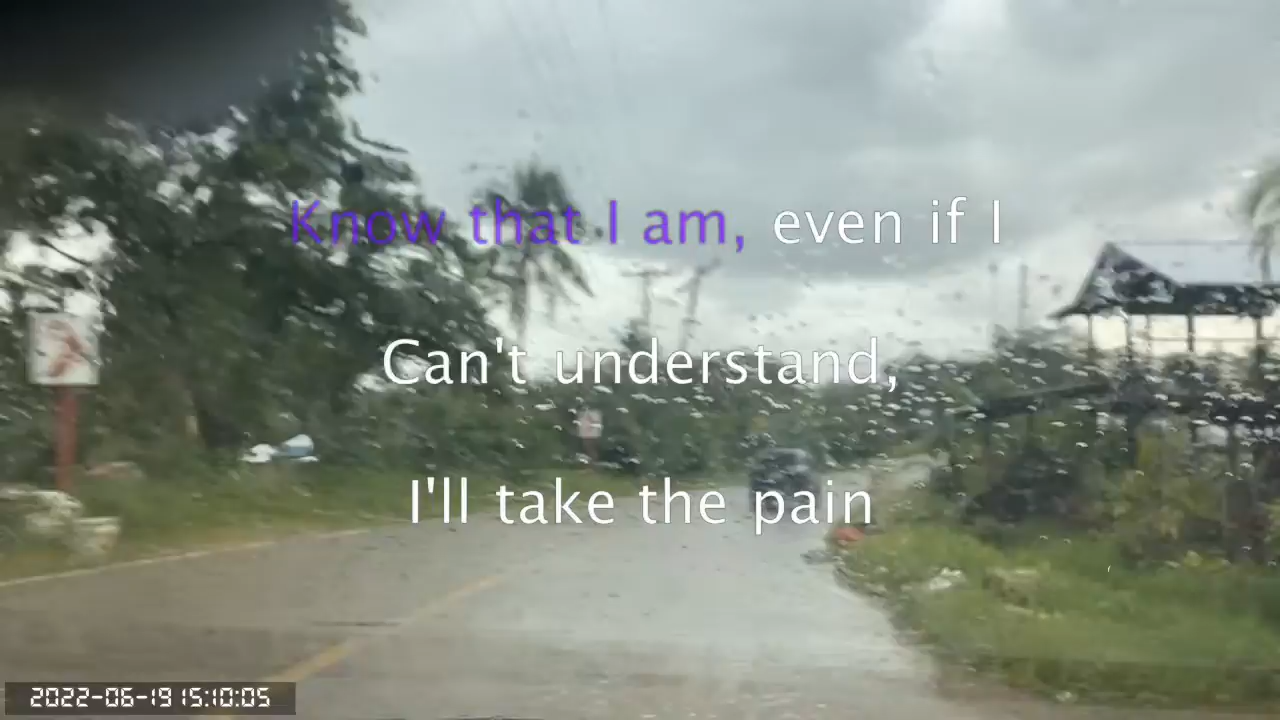 Know that I am, even if I
Can't understand,
I'll take the pain
2022-06-19 15:10:05